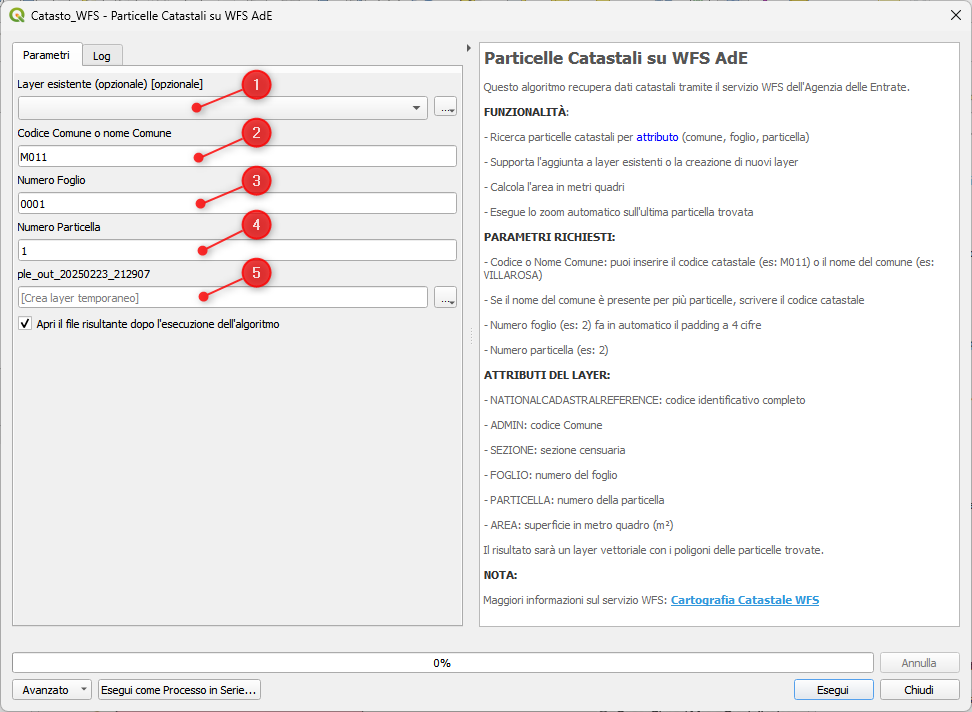 Catasto_WFS - Particelle Catastali su WFS AdE
Parametri
Log
Layer esistente (opzionale) [opzionale]
1
...
Codice Comune o nome Comune
2
M011
Numero Foglio
3
0001
Numero Particella
4
1
ple_out_20250223_212907
5
[Crea layer temporaneo]
...
Apri il file risultante dopo l'esecuzione dell'algoritmo
Particelle Catastali su WFS AdE
Questo algoritmo recupera dati catastali tramite il servizio WFS dell'Agenzia delle Entrate.
FUNZIONALITÀ:
- Ricerca particelle catastali per attributo (comune, foglio, particella)
- Supporta l'aggiunta a layer esistenti o la creazione di nuovi layer
- Calcola l'area in metri quadri
- Esegue lo zoom automatico sull'ultima particella trovata
PARAMETRI RICHIESTI:
- Codice o Nome Comune: puoi inserire il codice catastale (es: M011) o il nome del comune (es:
VILLAROSA)
- Se il nome del comune è presente per più particelle, scrivere il codice catastale
- Numero foglio (es: 2) fa in automatico il padding a 4 cifre
- Numero particella (es: 2)
ATTRIBUTI DEL LAYER:
- NATIONALCADASTRALREFERENCE: codice identificativo completo
- ADMIN: codice Comune
- SEZIONE: sezione censuaria
- FOGLIO: numero del foglio
- PARTICELLA: numero della particella
- AREA: superficie in metro quadro (m²)
Il risultato sarà un layer vettoriale con i poligoni delle particelle trovate.
NOTA:
Maggiori informazioni sul servizio WFS: Cartografia Catastale WFS
0%
Annulla
Avanzato
Esegui come Processo in Serie...
Esegui
Chiudi